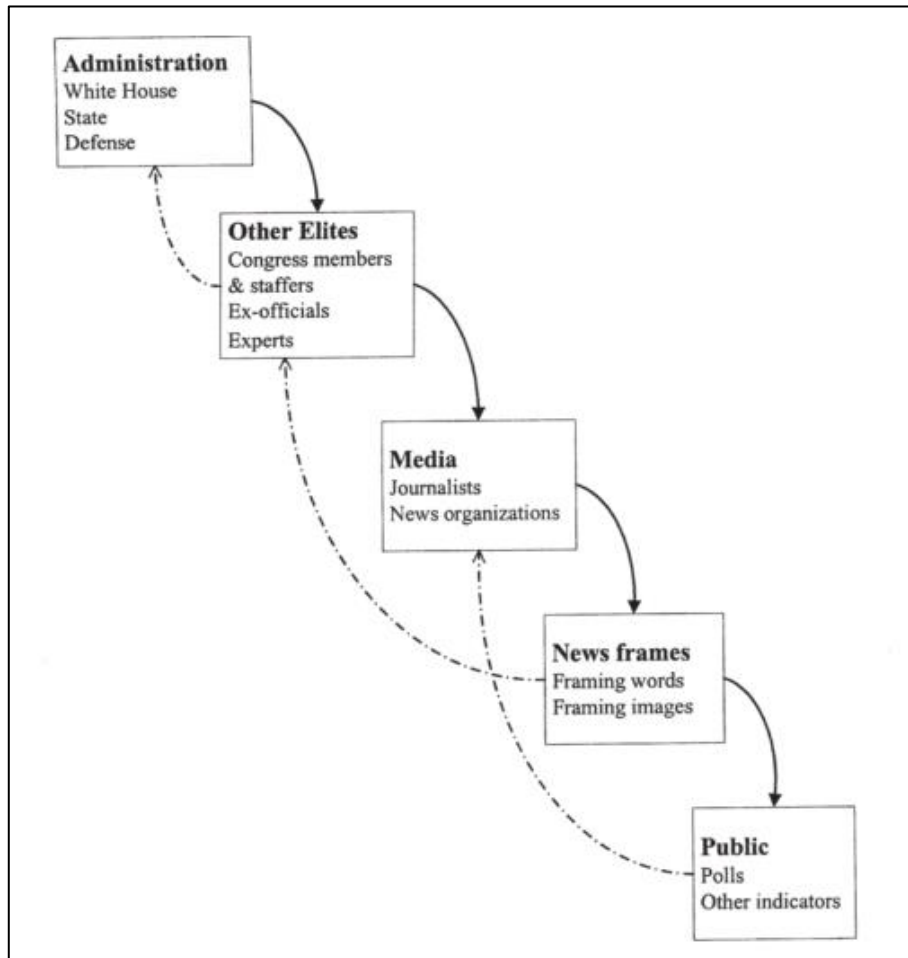 Administration
White House
State
Defense
Other Elites
Congress members
& staffers
Ex-officials
Experts
Media
Journalists
News organizations
News frames
Framing words
Framing images
Public
Polls
Other indicators